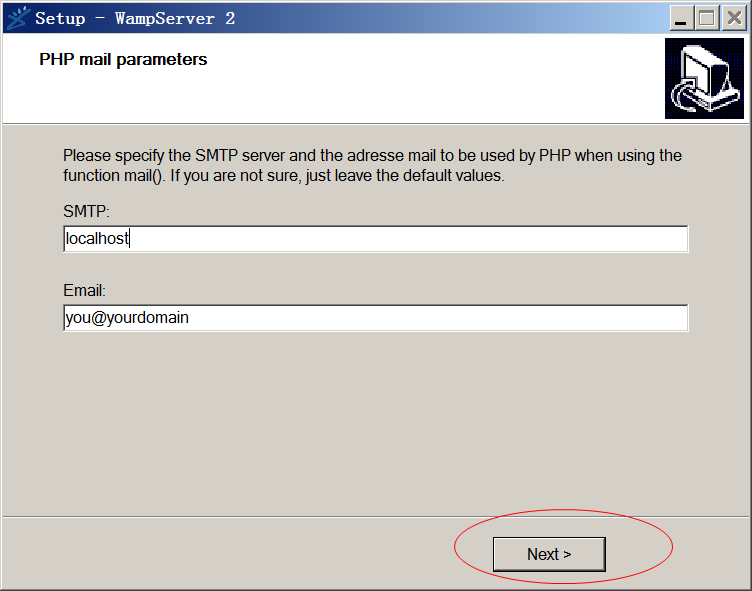 Setup - WampServer 2
PHP mail parameters
Please specify the SMTP server and the adresse mail to be used by PHP when using the
function mail(). If you are not sure, just leave the default values.
SMTP:
localhost
Email:
you@yourdomain
Next >